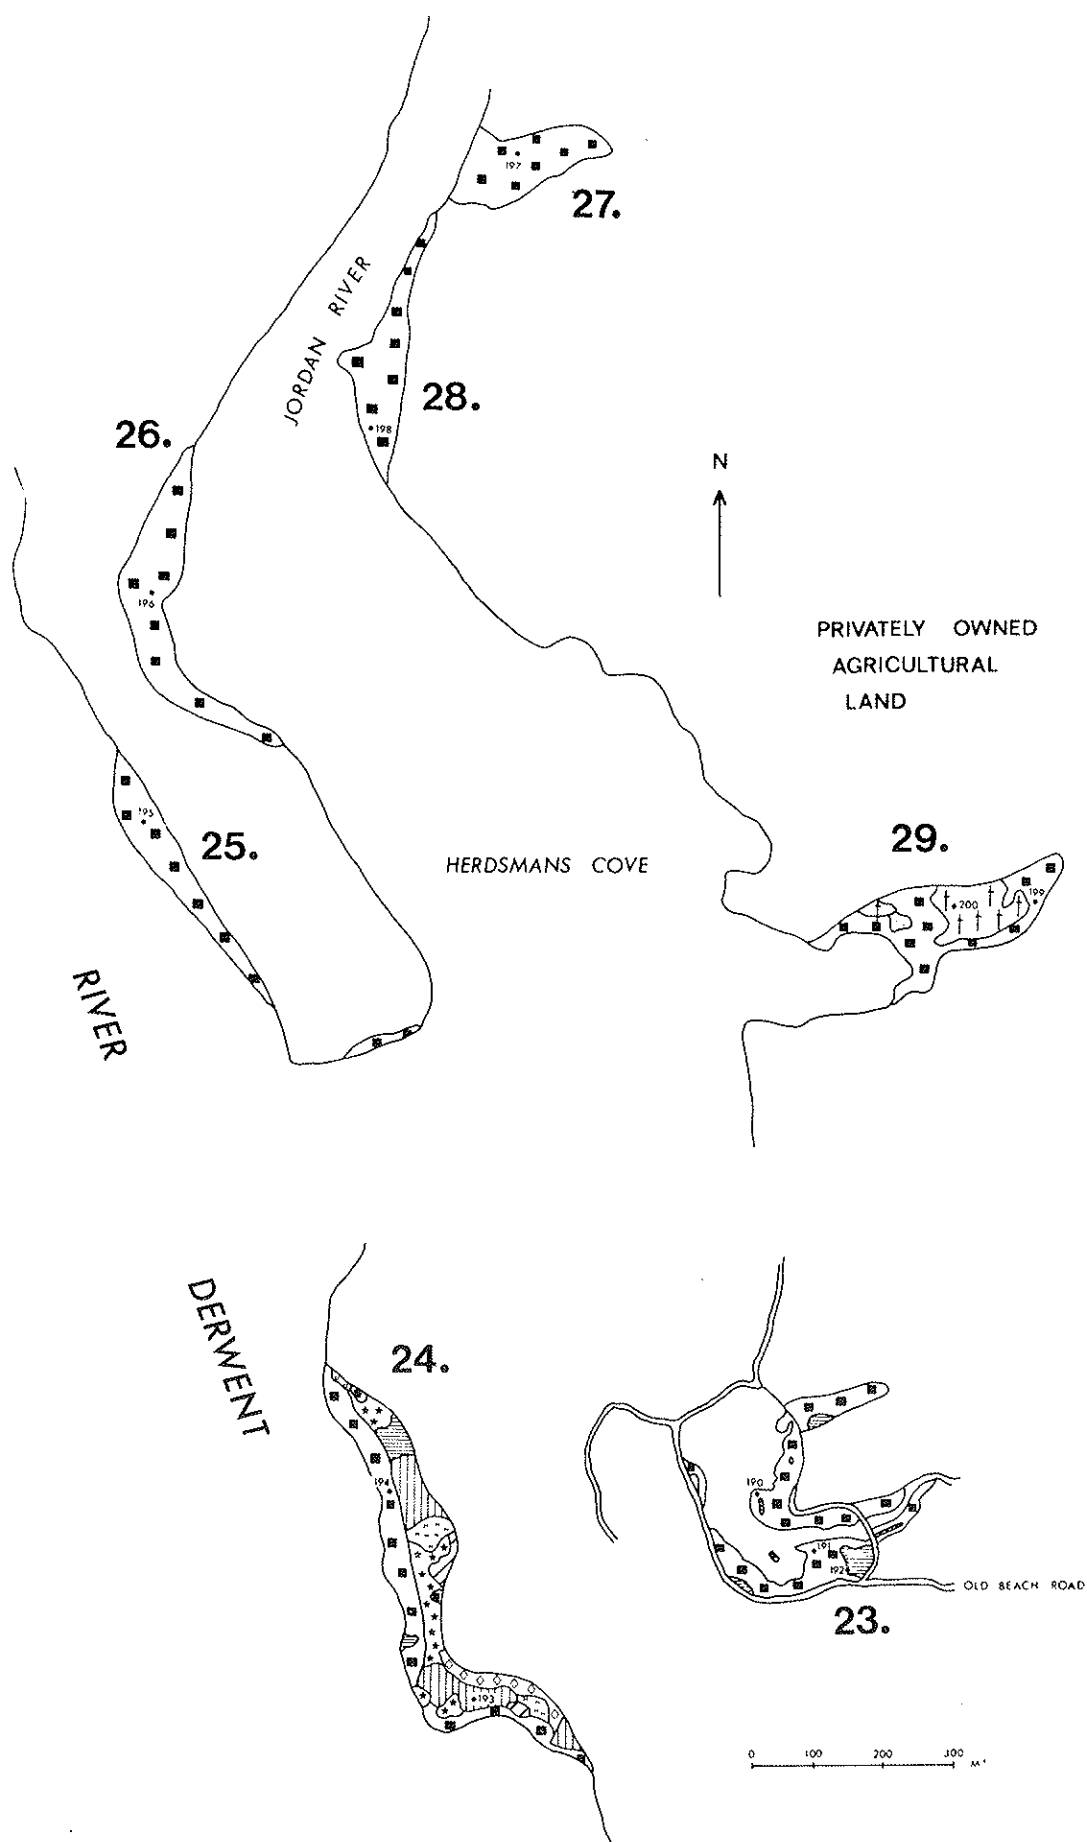 197
27.
JORDAN RIVER
28.
198
26.
N
196
PRIVATELY OWNED
AGRICULTURAL
LAND
195
25.
HERDSMANS COVE
29.
200
199
RIVER
DERWENT
24.
194
190
191
192
OLD BEACH ROAD
23.
193
0 100 200 300